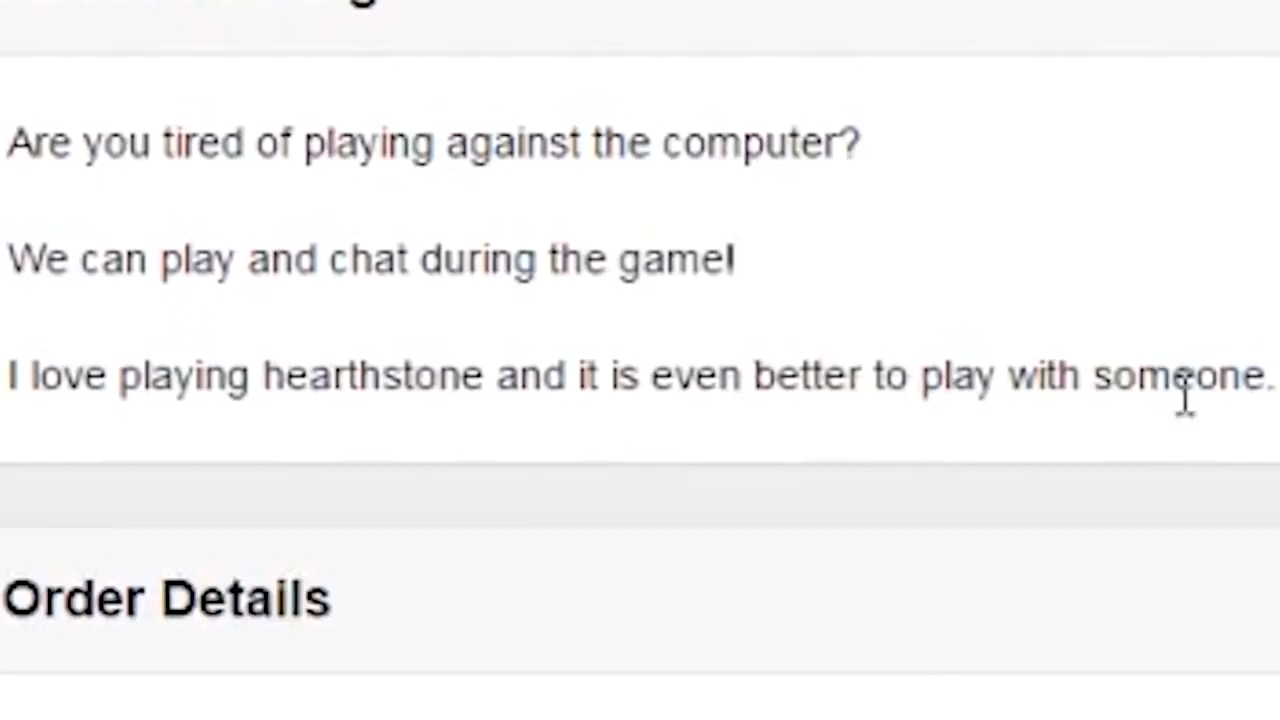 Are you tired of playing against the computer?
We can play and chat during the game!
I love playing hearthstone and it is even better to play with someone.
Order Details